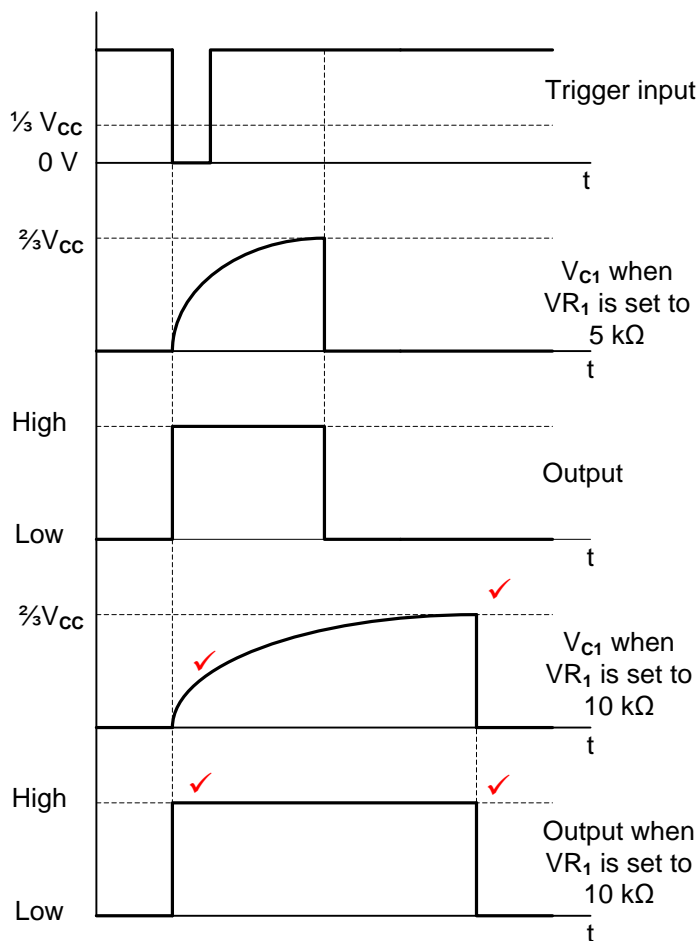 Trigger input
⅓ VCC
0 V
t
⅔VCC
VC1 when
VR1 is set to
5 kΩ
t
High
Output
Low
t
⅔VCC
VC1 when
VR1 is set to
10 kΩ
t
High
Output when
VR1 is set to
10 kΩ
Low
t